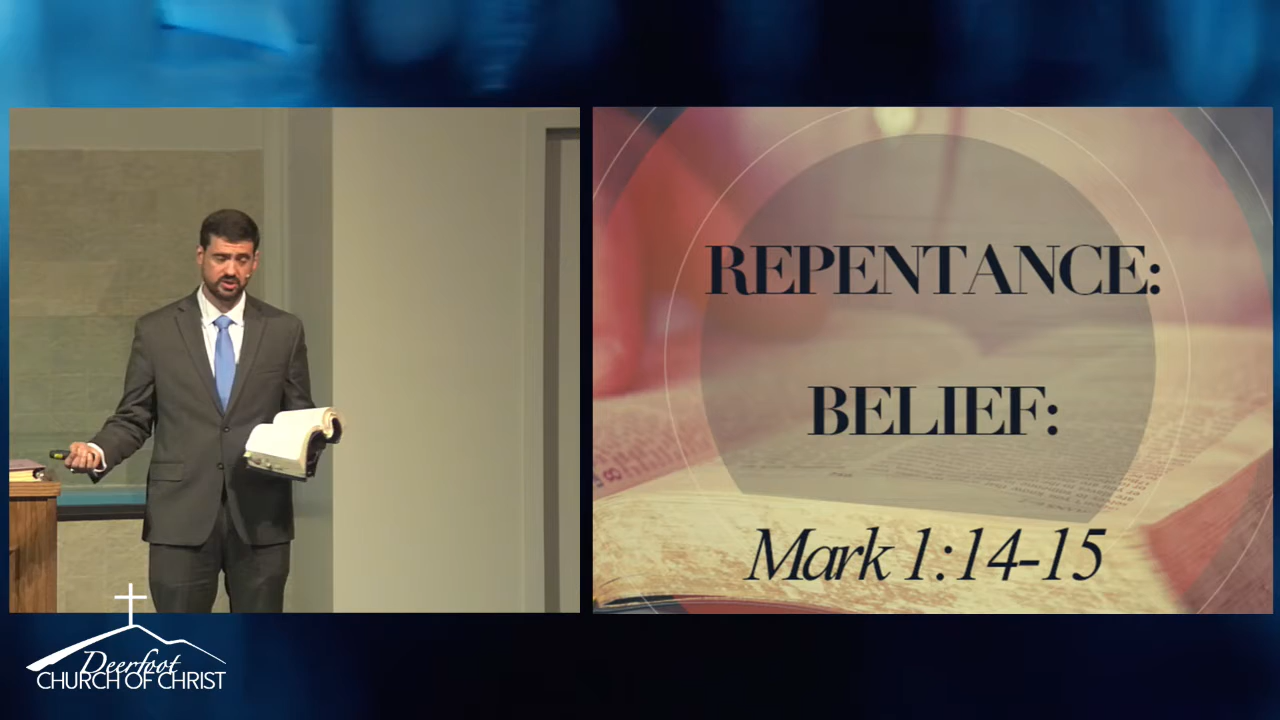 REPENTANCE:
BELIEF:
Mark 1:14-15
Deerfoot
CHURCH OF CHRIST